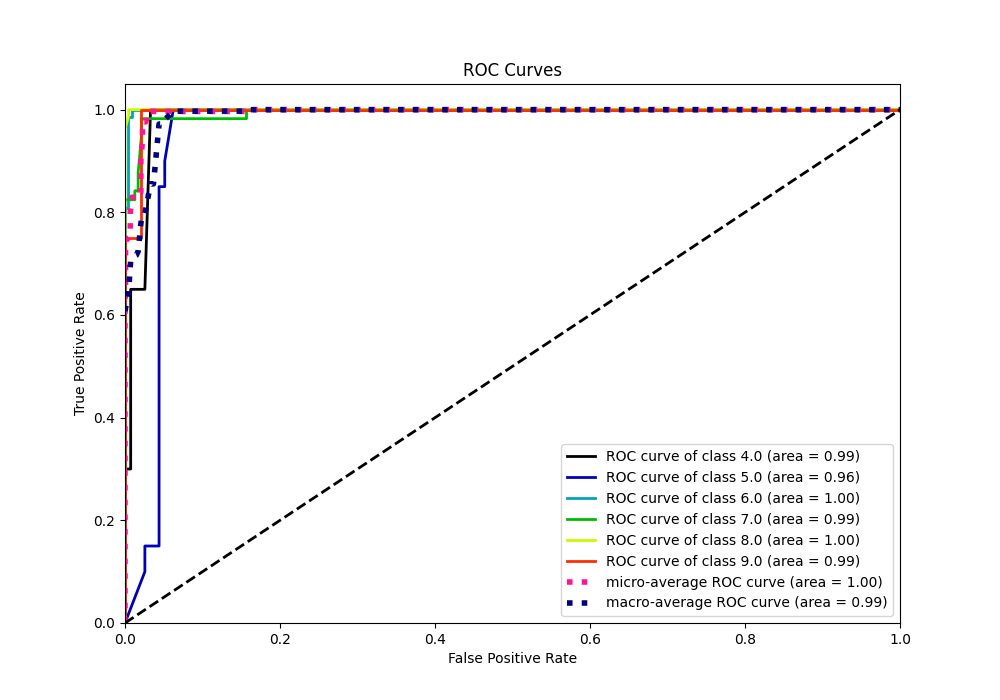 ROC Curves
True Positive Rate
1.0
0.8
0.6
0.4
0.2
0.0
0.0 0.2 0.4 0.6 0.8 1.0
False Positive Rate
ROC curve of class 4.0 (area = 0.99)
ROC curve of class 5.0 (area = 0.96)
ROC curve of class 6.0 (area = 1.00)
ROC curve of class 7.0 (area = 0.99)
ROC curve of class 8.0 (area = 1.00)
ROC curve of class 9.0 (area = 0.99)
micro-average ROC curve (area = 1.00)
macro-average ROC curve (area = 0.99)